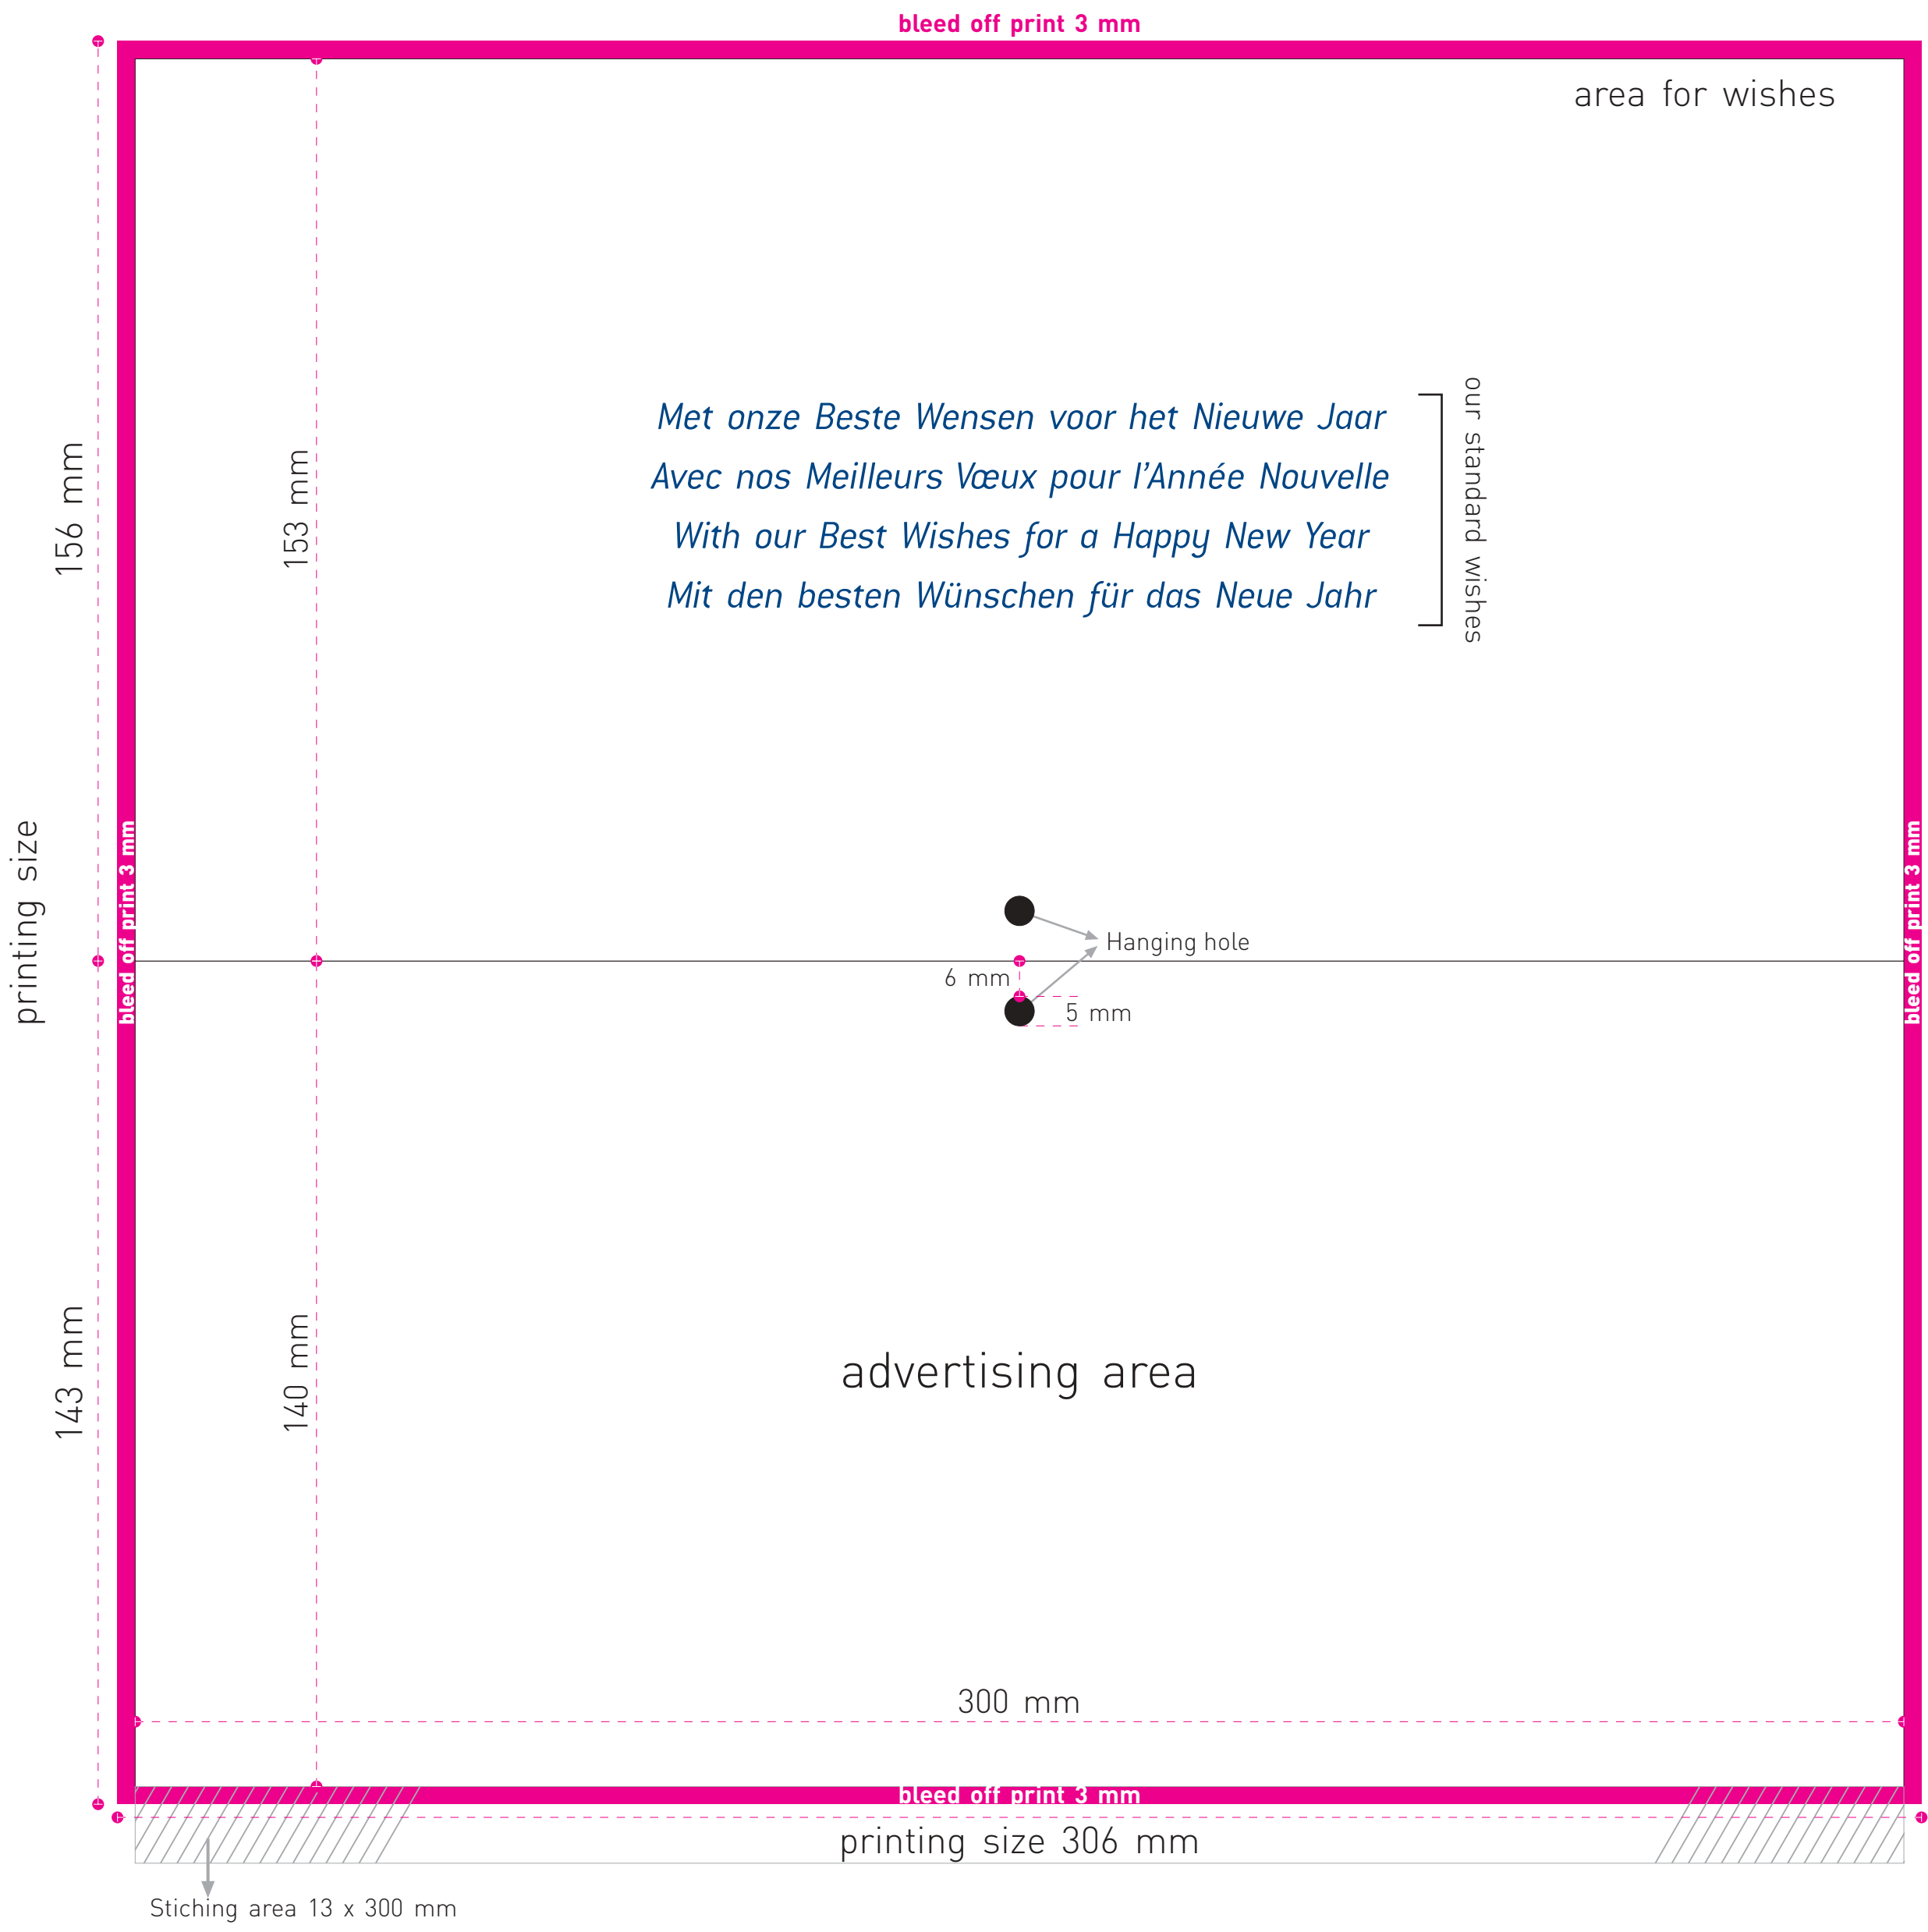 bleed off print 3 mm
area for wishes
Met onze Beste Wensen voor het Nieuwe Jaar
Avec nos Meilleurs Vœux pour l’Année Nouvelle
With our Best Wishes for a Happy New Year
Mit den besten Wünschen für das Neue Jahr
our standard wishes
156 mm
153 mm
printing size
bleed off print 3 mm
bleed off print 3 mm
Hanging hole
6 mm
5 mm
143 mm
140 mm
advertising area
300 mm
bleed off print 3 mm
printing size 306 mm
Stiching area 13 x 300 mm